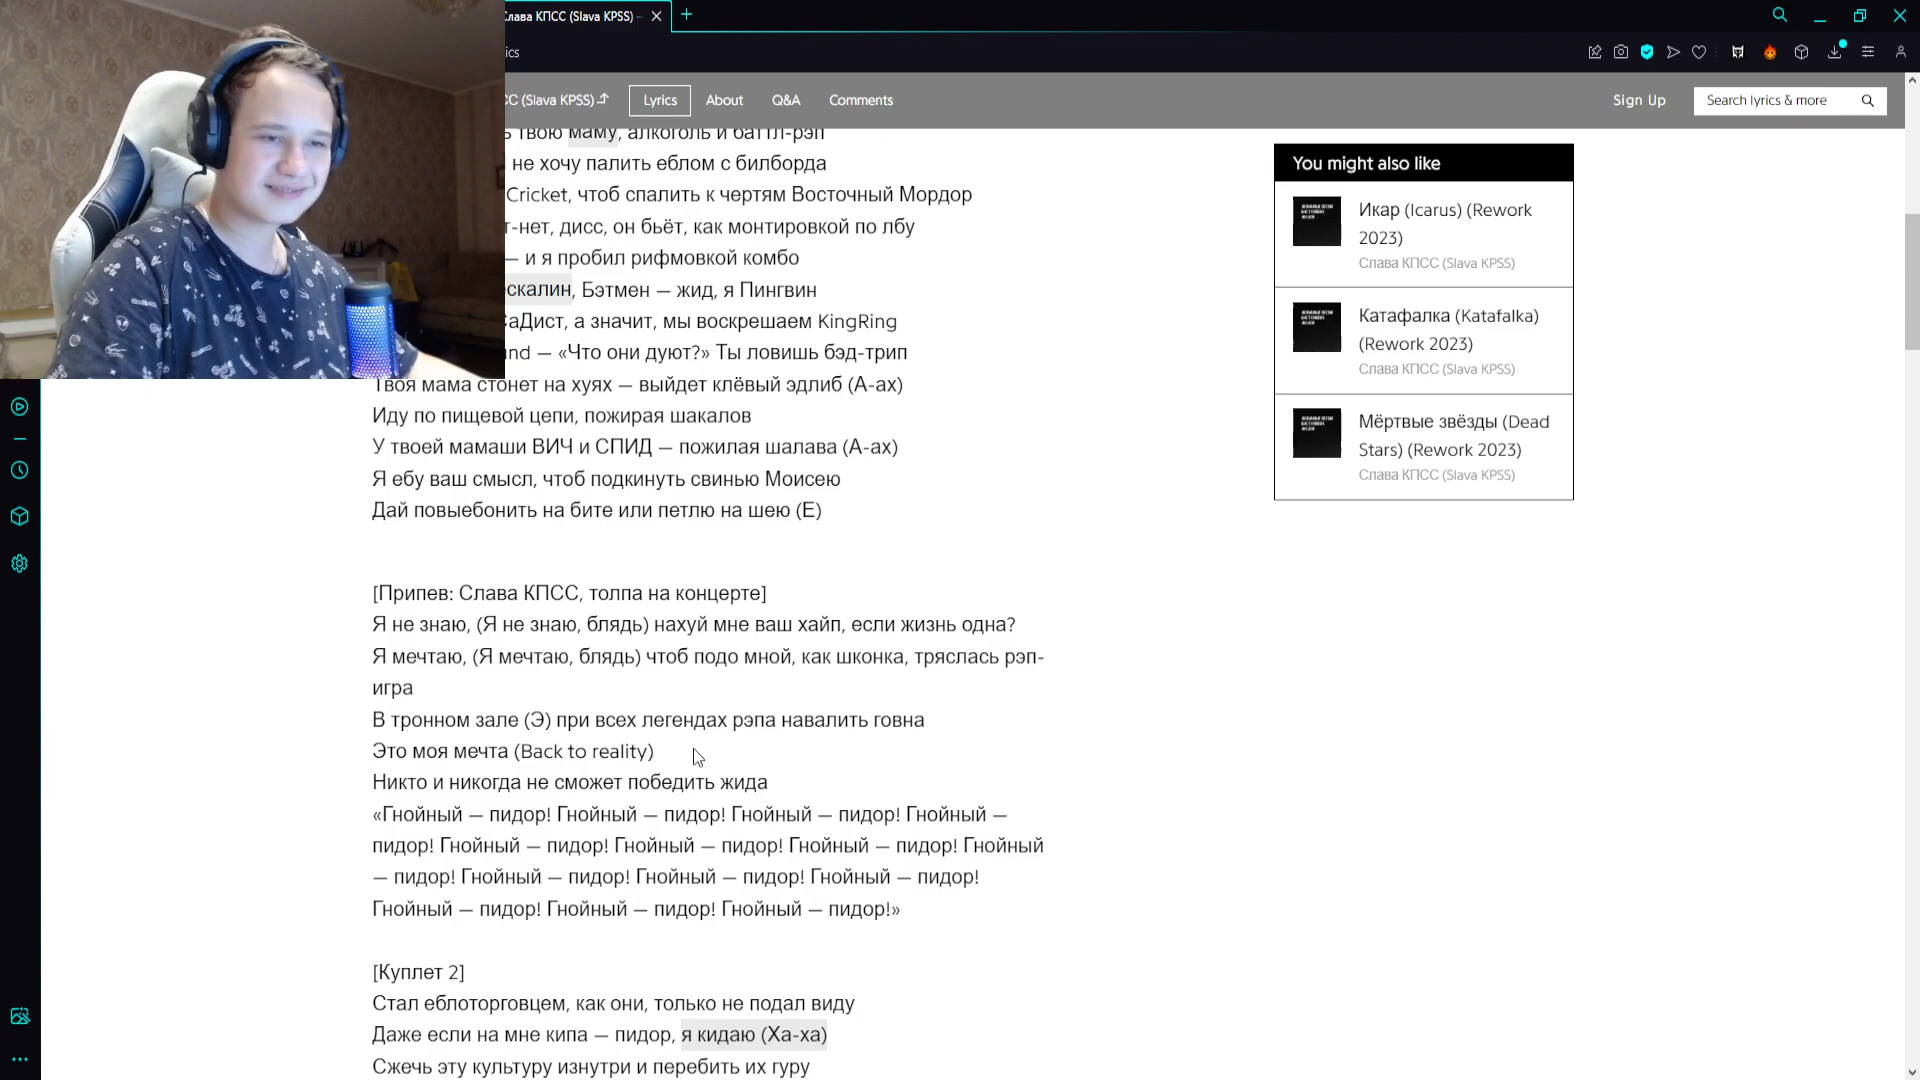 Слава КПСС (Slava KPSS) –
ics
СС (Slava KPSS)
Lyrics
About
Q&A
Comments
Sign Up
Search lyrics & more
ь твою маму, алкоголь и баттл-рэп
не хочу палить еблом с билборда
Cricket, чтоб спалить к чертям Восточный Мордор
т-нет, дисс, он бьёт, как монтировкой по лбу
— и я пробил рифмовкой комбо
ескалин, Бэтмен — жид, я Пингвин
СаДист, а значит, мы воскрешаем KingRing
und — «Что они дуют?» Ты ловишь бэд-трип
Твоя мама стонет на хуях — выйдет клёвый эдлиб (А-ах)
Иду по пищевой цепи, пожирая шакалов
У твоей мамаши ВИЧ и СПИД — пожилая шалава (А-ах)
Я ебу ваш смысл, чтоб подкинуть свинью Моисею
Дай повыебонить на бите или петлю на шею (Е)
[Припев: Слава КПСС, толпа на концерте]
Я не знаю, (Я не знаю, блядь) нахуй мне ваш хайп, если жизнь одна?
Я мечтаю, (Я мечтаю, блядь) чтоб подо мной, как шконка, тряслась рэп-
игра
В тронном зале (Э) при всех легендах рэпа навалить говна
Это моя мечта (Back to reality)
Никто и никогда не сможет победить жида
«Гнойный — пидор! Гнойный — пидор! Гнойный — пидор! Гнойный —
пидор! Гнойный — пидор! Гнойный — пидор! Гнойный — пидор! Гнойный
— пидор! Гнойный — пидор! Гнойный — пидор! Гнойный — пидор!
Гнойный — пидор! Гнойный — пидор! Гнойный — пидор!»
[Куплет 2]
Стал еблоторговцем, как они, только не подал виду
Даже если на мне кипа — пидор, я кидаю (Ха-ха)
Сжечь эту культуру изнутри и перебить их гуру
You might also like
Икар (Icarus) (Rework
2023)
Слава КПСС (Slava KPSS)
Катафалка (Katafalka)
(Rework 2023)
Слава КПСС (Slava KPSS)
Мёртвые звёзды (Dead
Stars) (Rework 2023)
Слава КПСС (Slava KPSS)